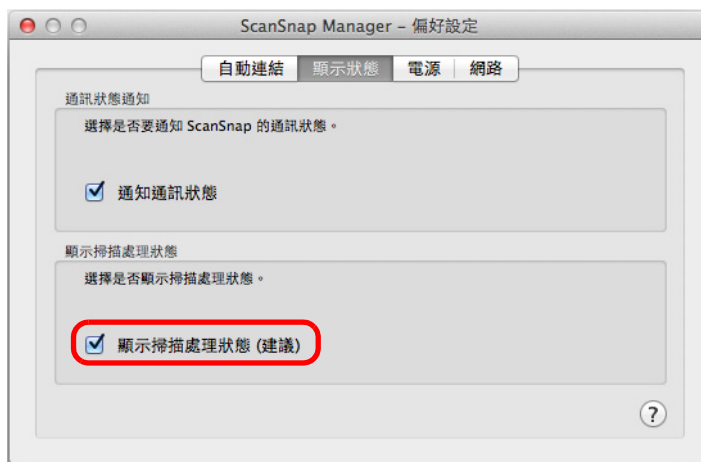 ScanSnap Manager – 偏好設定
自動連結 顯示狀態 電源 網路
通訊狀態通知
選擇是否要通知 ScanSnap 的通訊狀態。
通知通訊狀態
顯示掃描處理狀態
選擇是否顯示掃描處理狀態。
顯示掃描處理狀態 (建議)
?